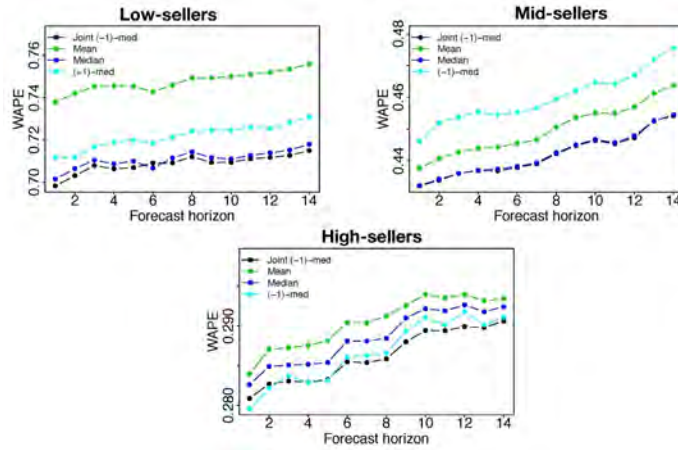 Low-sellers
Joint (−1)−med
Mean
Median
(−1)−med
WAPE
0.70 0.72 0.74 0.76
2 4 6 8 10 12 14
Forecast horizon
Mid-sellers
Joint (−1)−med
Mean
Median
(−1)−med
WAPE
0.44 0.46 0.48
2 4 6 8 10 12 14
Forecast horizon
High-sellers
Joint (−1)−med
Mean
Median
(−1)−med
WAPE
0.280 0.290
2 4 6 8 10 12 14
Forecast horizon